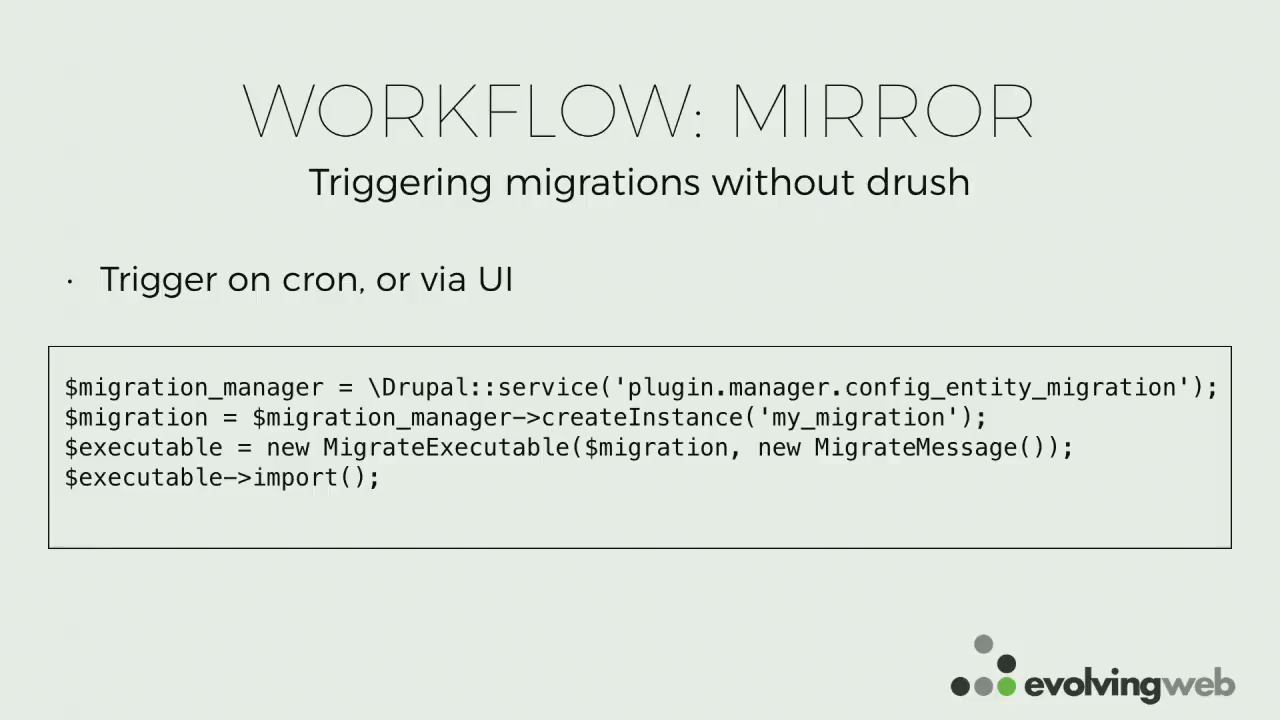 WORKFLOW: MIRROR
Triggering migrations without drush
· Trigger on cron, or via UI
$migration_manager = \Drupal::service('plugin.manager.config_entity_migration');
$migration = $migration_manager->createInstance('my_migration');
$executable = new MigrateExecutable($migration, new MigrateMessage());
$executable->import();
evolvingweb